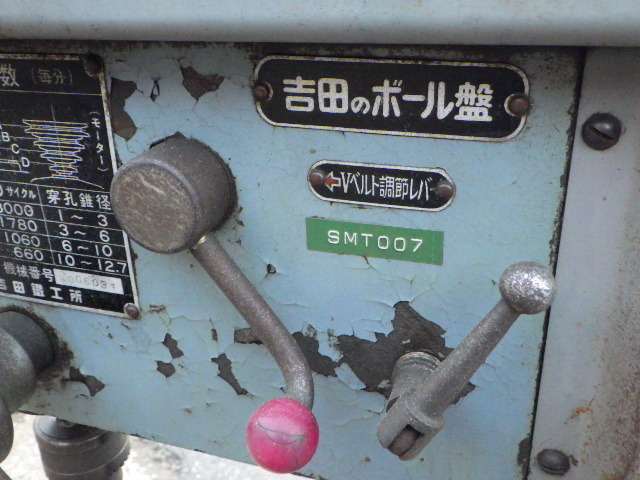 数(毎分)
吉田のボール盤
B
C
D
(モーター)
⇦Vベルト調節レバー
サイクル 穿孔錐径
1~3
1780 3~6
1060 6~10
660 10~12.7
機械番号
吉田鐵工所
SMT007